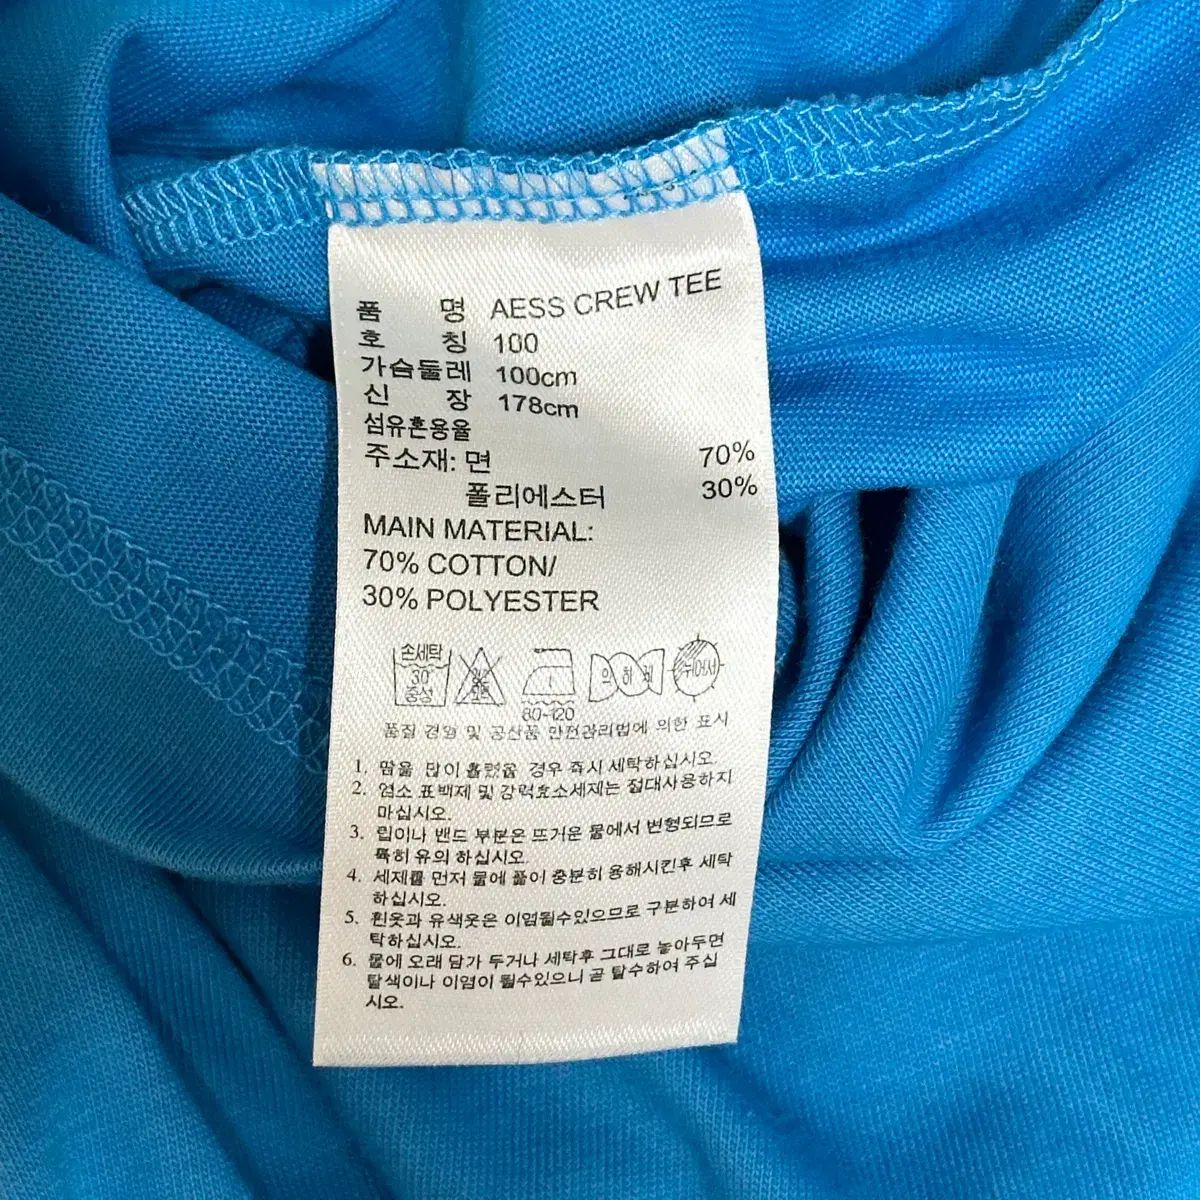 품 명 AESS CREW TEE
호 칭 100
가슴둘레 100cm
신 장 178cm
섬유혼용율
주소재: 면 70%
폴리에스터 30%
MAIN MATERIAL:
70% COTTON/
30% POLYESTER
손세탁
30
중성
80-120
품질 경영 및 공산품 안전관리법에 의한 표시
1. 땀을 많이 흘렸을 경우 즉시 세탁하십시오.
2. 염소 표백제 및 강력효소세제는 절대사용하지
마십시오.
3. 립이나 밴드 부분은 뜨거운 물에서 변형되므로
특히 유의 하십시오.
4. 세제를 먼저 물에 풀어 충분히 용해시킨후 세탁
하십시오.
5. 흰옷과 유색옷은 이염될수있으므로 구분하여 세
탁하십시오.
6. 물에 오래 담가 두거나 세탁후 그대로 놓아두면
탈색이나 이염이 될수있으니 곧 탈수하여 주십
시오.